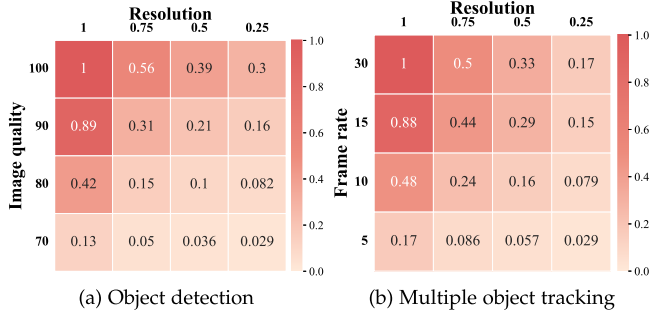 Resolution
1 0.75 0.5 0.25
Image quality
100 1 0.56 0.39 0.3
90 0.89 0.31 0.21 0.16
80 0.42 0.15 0.1 0.082
70 0.13 0.05 0.036 0.029
1.0
0.8
0.6
0.4
0.2
0.0
(a) Object detection
Resolution
1 0.75 0.5 0.25
Frame rate
30 1 0.5 0.33 0.17
15 0.88 0.44 0.29 0.15
10 0.48 0.24 0.16 0.079
5 0.17 0.086 0.057 0.029
1.0
0.8
0.6
0.4
0.2
0.0
(b) Multiple object tracking